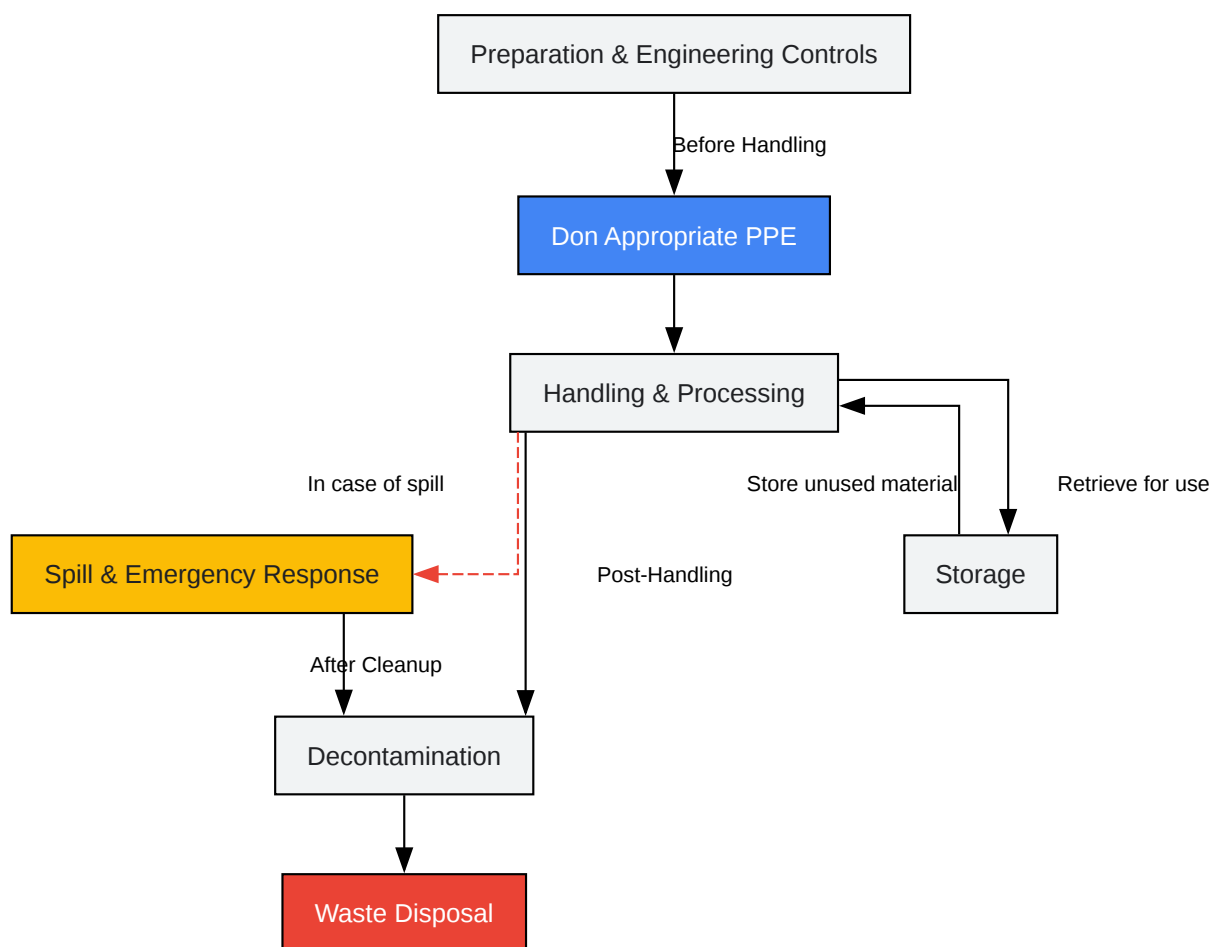 Preparation & Engineering Controls
Before Handling
Don Appropriate PPE
Handling & Processing
In case of spill
Store unused material
Retrieve for use
Spill & Emergency Response
Post-Handling
Storage
After Cleanup
Decontamination
Waste Disposal